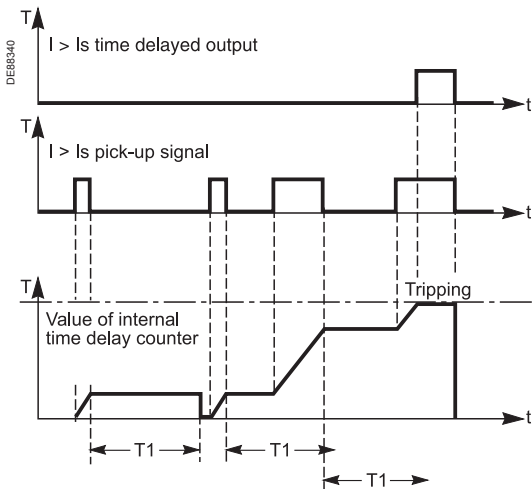 DE88340
T
I > Is time delayed output
t
T
I > Is pick-up signal
t
T
Tripping
Value of internal
time delay counter
t
T1
T1
T1